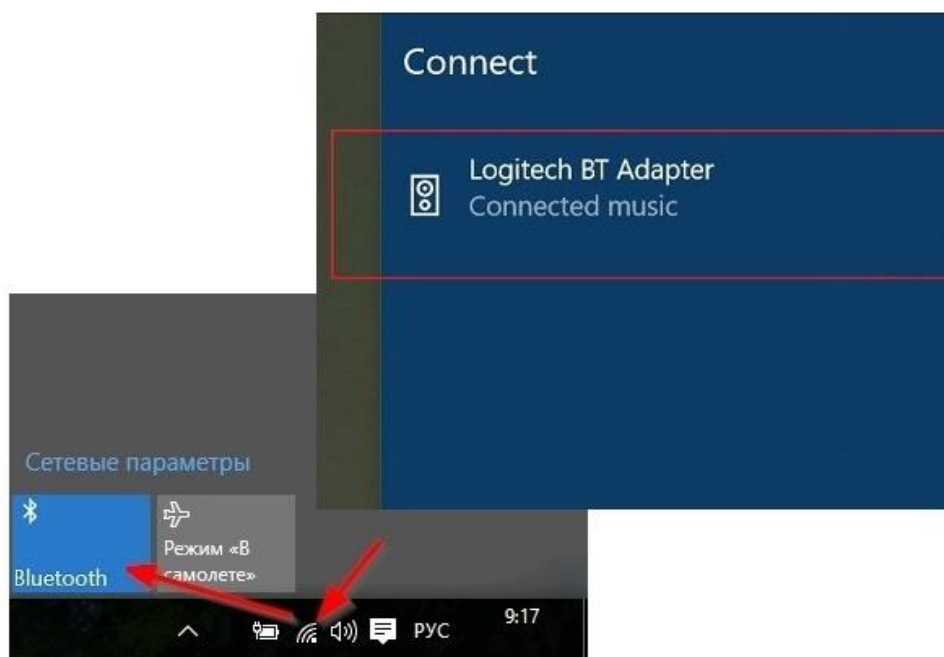 Connect
Logitech BT Adapter
Connected music
Сетевые параметры
Bluetooth
Режим «В
самолете»
РУС
9:17